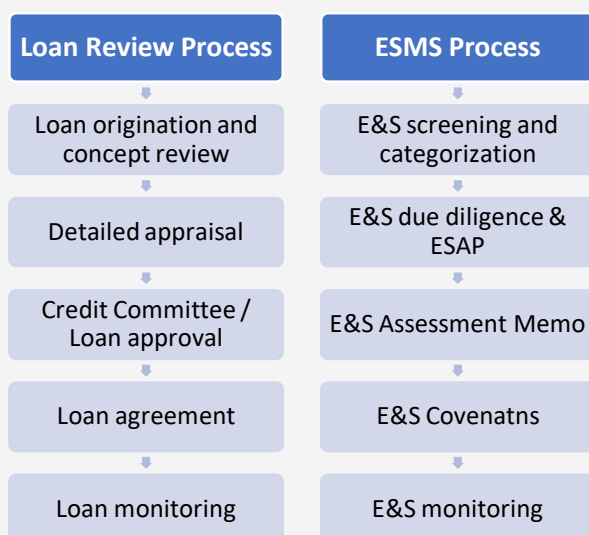 Loan Review Process
Loan origination and
concept review
Detailed appraisal
Credit Committee /
Loan approval
Loan agreement
Loan monitoring
ESMS Process
E&S screening and
categorization
E&S due diligence &
ESAP
E&S Assessment Memo
E&S Covenatns
E&S monitoring